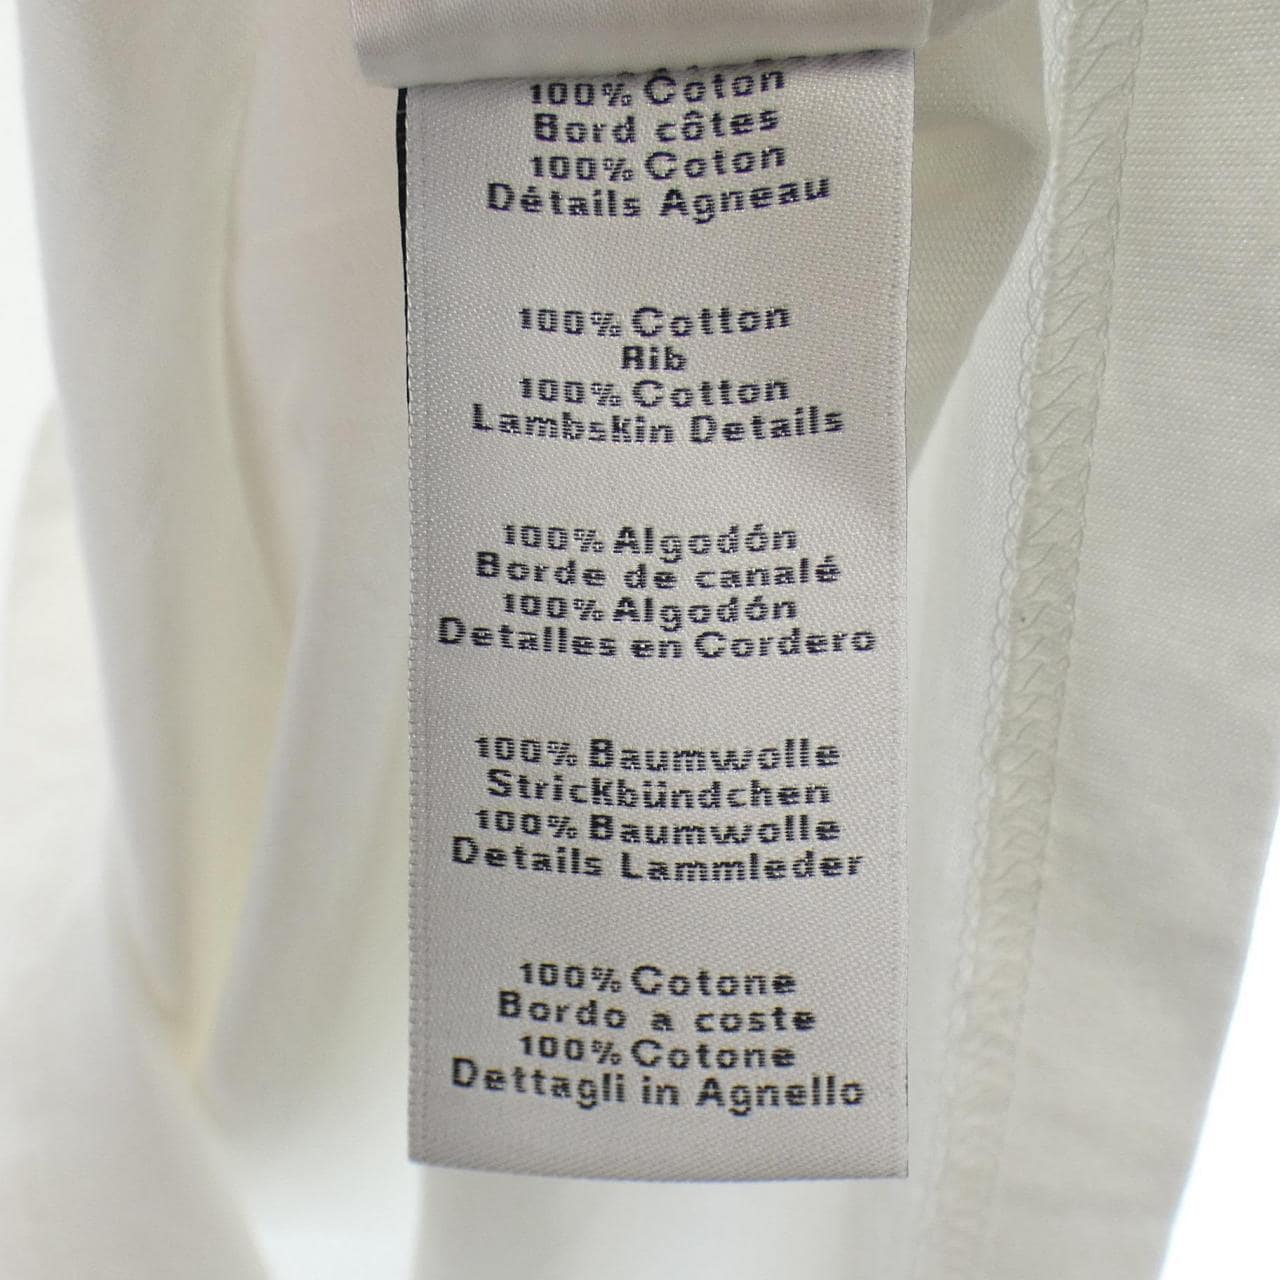 100% Coton
Bord côtes
100% Coton
Détails Agneau
100% Cotton
Rib
100% Cotton
Lambskin Details
100% Algodón
Borde de canalé
100% Algodón
Detalles en Cordero
100% Baumwolle
Strickbündchen
100% Baumwolle
Details Lammleder
100% Cotone
Bordo a coste
100% Cotone
Dettagli in Agnello